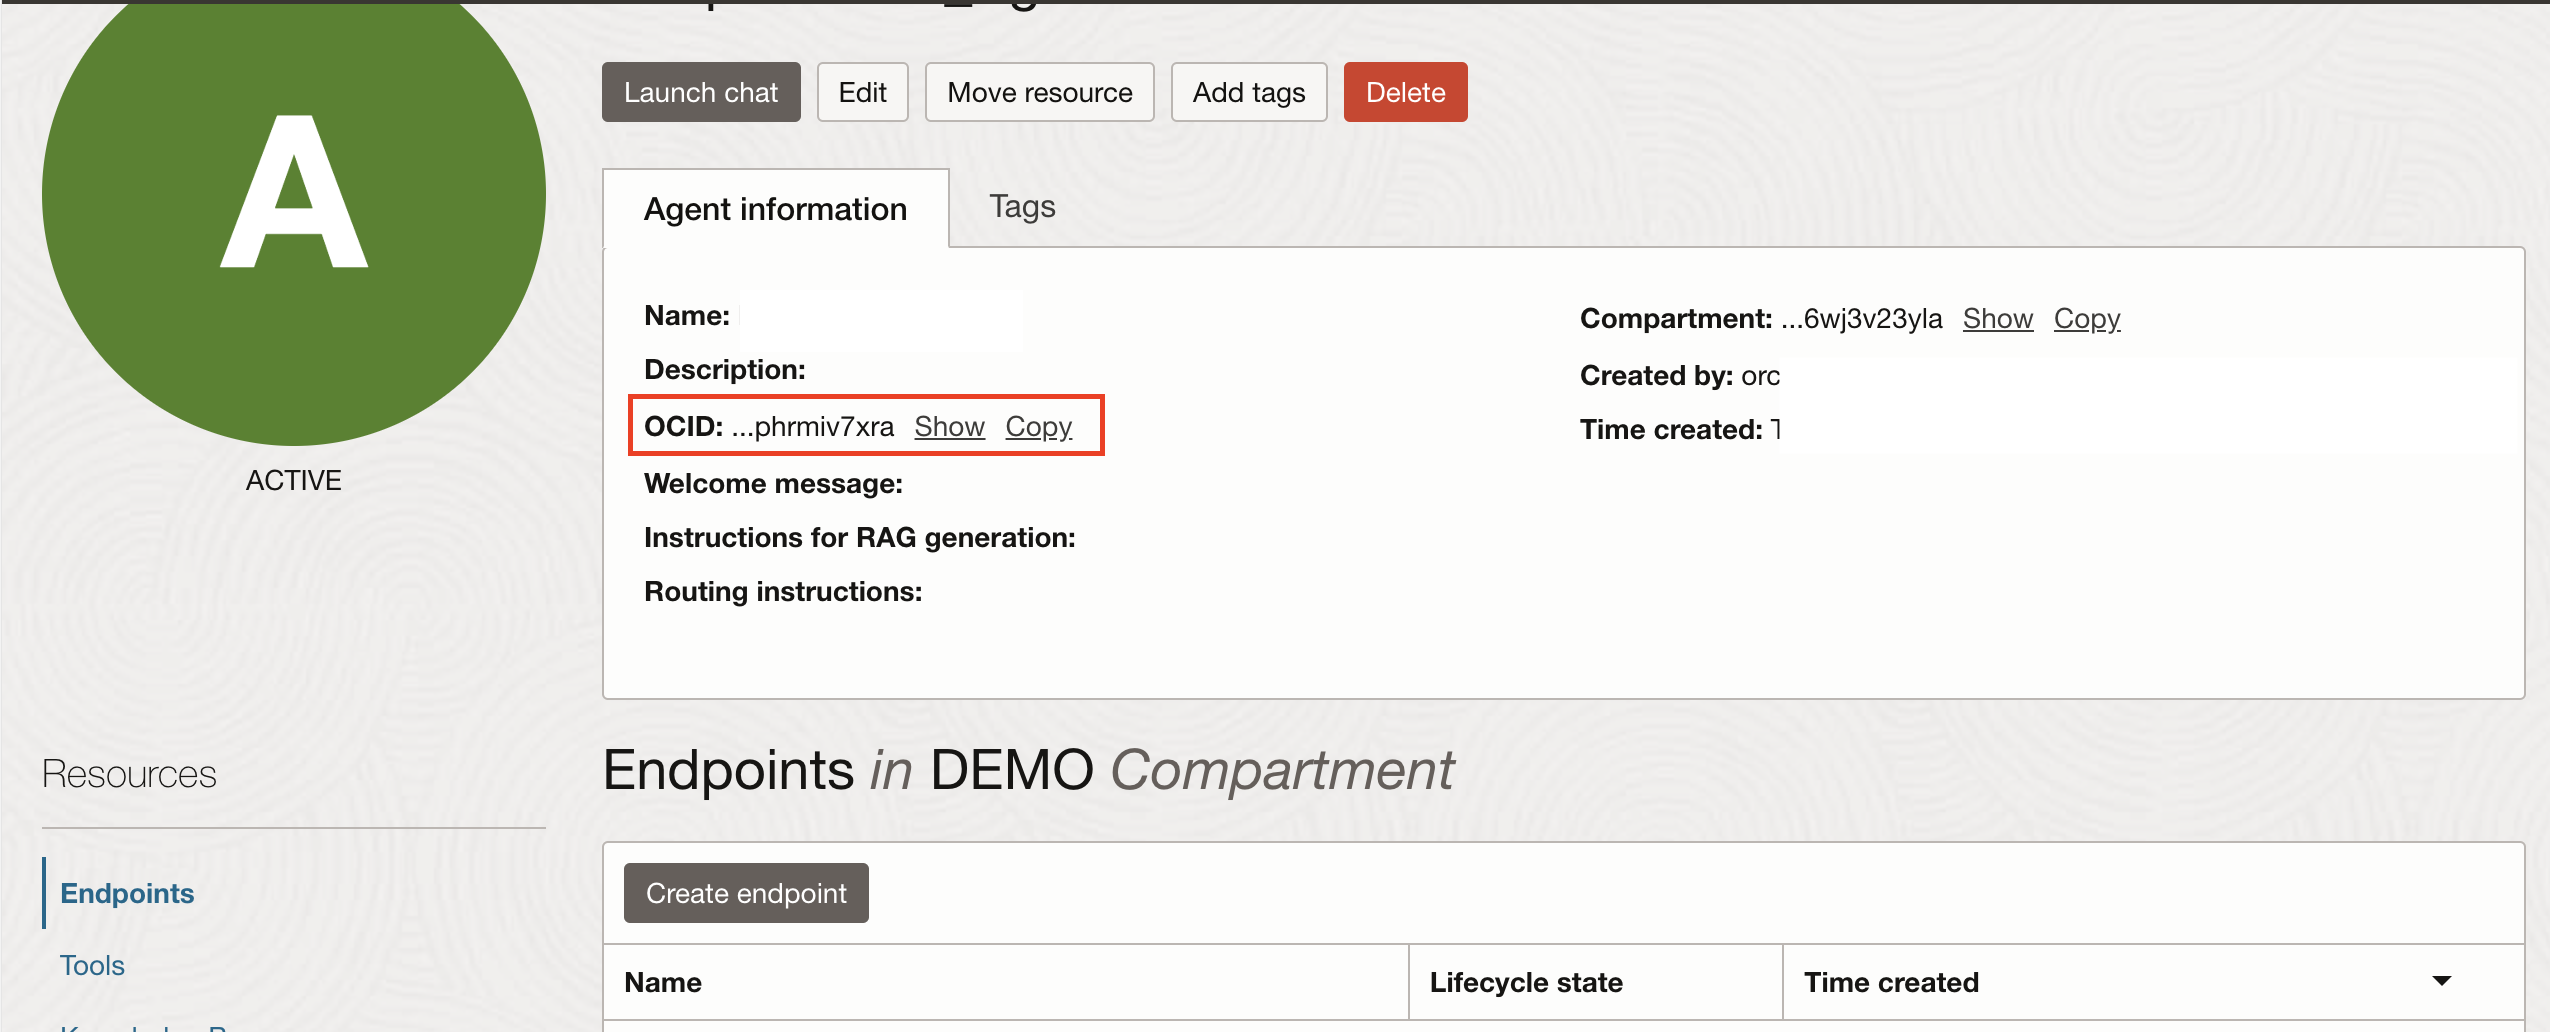 A
ACTIVE
Launch chat Edit Move resource Add tags Delete
Agent information Tags
Name:
Description:
OCID: ...phrmiv7xra Show Copy
Welcome message:
Instructions for RAG generation:
Routing instructions:
Compartment: ...6wj3v23yla Show Copy
Created by: orc
Time created:
Resources
Endpoints
Tools
Endpoints in DEMO Compartment
Create endpoint
Name Lifecycle state Time created